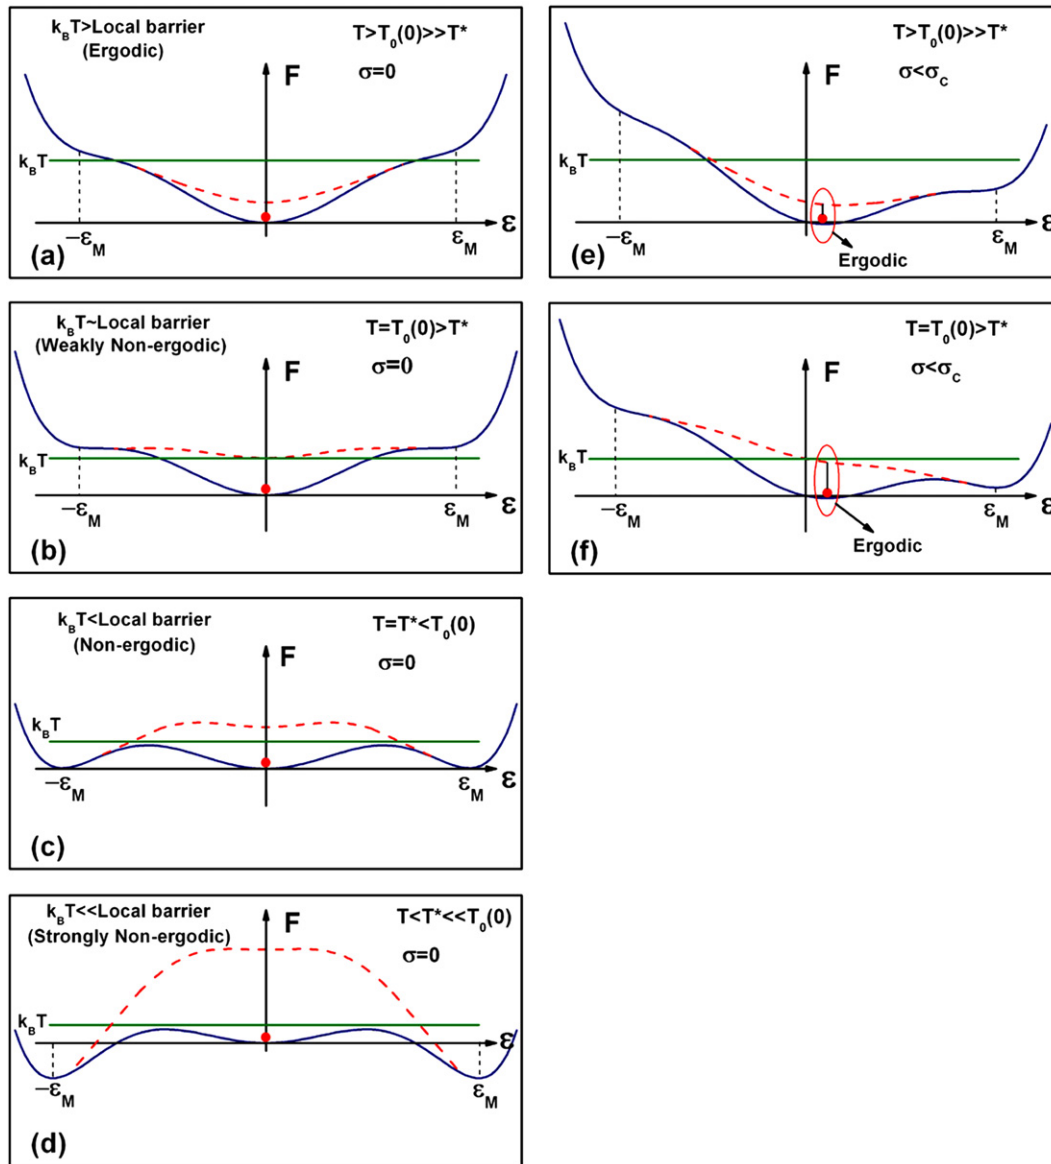 k_BT>Local barrier
(Ergodic)
T>T_0(0)>>T*
σ=0
F
k_BT
−ε_M
ε_M
ε
(a)
k_BT~Local barrier
(Weakly Non-ergodic)
T=T_0(0)>T*
σ=0
F
k_BT
−ε_M
ε_M
ε
(b)
k_BT<Local barrier
(Non-ergodic)
T=T*<T_0(0)
σ=0
F
k_BT
−ε_M
ε_M
ε
(c)
k_BT<<Local barrier
(Strongly Non-ergodic)
T<T*<<T_0(0)
σ=0
F
k_BT
−ε_M
ε_M
ε
(d)
T>T_0(0)>>T*
σ<σ_c
F
k_BT
−ε_M
ε_M
ε
Ergodic
(e)
T=T_0(0)>T*
σ<σ_c
F
k_BT
−ε_M
ε_M
ε
Ergodic
(f)